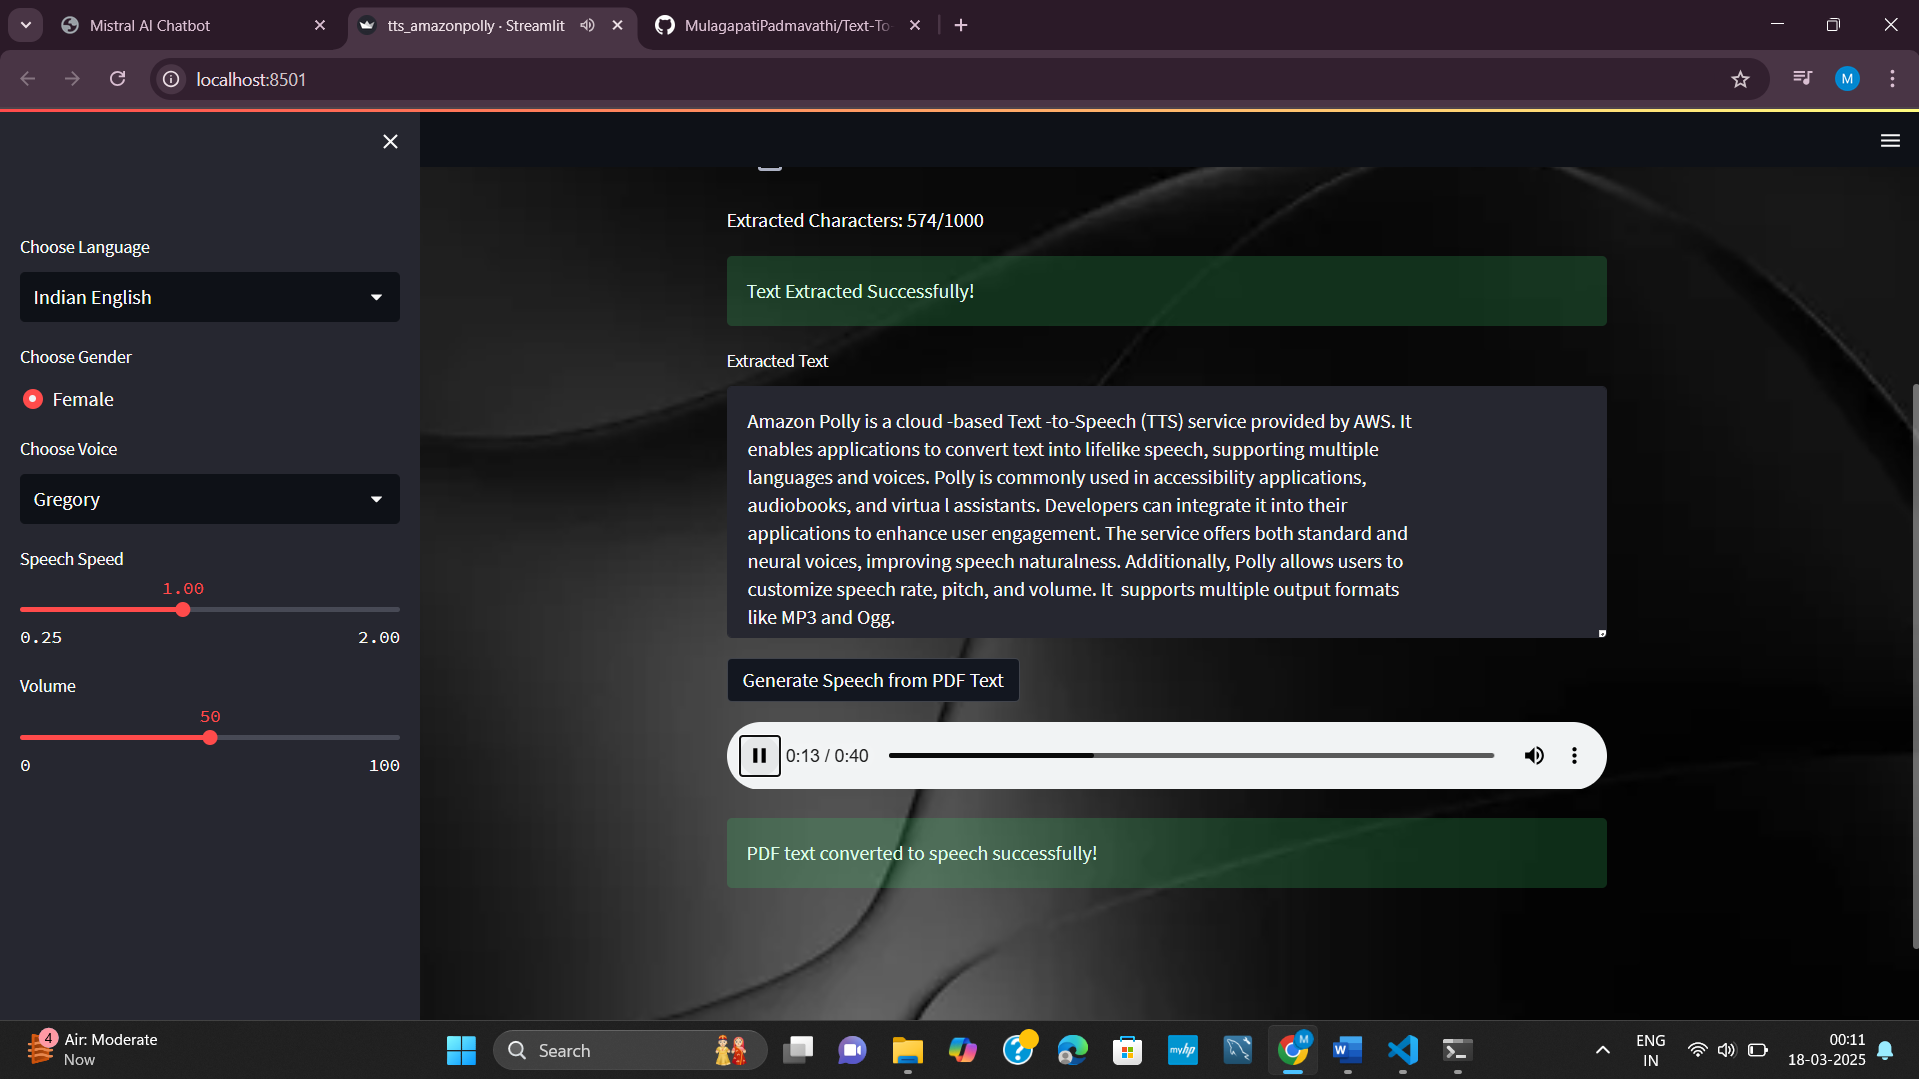 Mistral AI Chatbot
tts_amazonpolly · Streamlit
MulagapatiPadmavathi/Text-To
localhost:8501
M
Choose Language
Indian English
Choose Gender
Female
Choose Voice
Gregory
Speech Speed
1.00
0.25 2.00
Volume
50
0 100
Extracted Characters: 574/1000
Text Extracted Successfully!
Extracted Text
Amazon Polly is a cloud -based Text -to-Speech (TTS) service provided by AWS. It
enables applications to convert text into lifelike speech, supporting multiple
languages and voices. Polly is commonly used in accessibility applications,
audiobooks, and virtua l assistants. Developers can integrate it into their
applications to enhance user engagement. The service offers both standard and
neural voices, improving speech naturalness. Additionally, Polly allows users to
customize speech rate, pitch, and volume. It  supports multiple output formats
like MP3 and Ogg.
Generate Speech from PDF Text
0:13 / 0:40
PDF text converted to speech successfully!
4
Air: Moderate
Now
Search
myhp
M
W
ENG
IN
00:11
18-03-2025